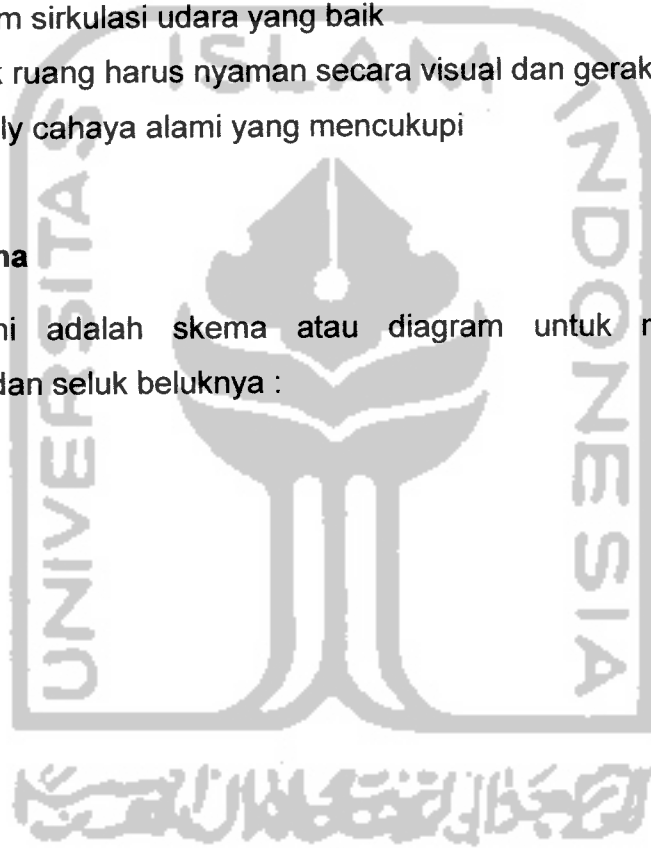 m sirkulasi udara yang baik
k ruang harus nyaman secara visual dan gerak
ly cahaya alami yang mencukupi
na
ni adalah skema atau diagram untuk
dan seluk beluknya :
ISLAM
UNIVERSITAS
INDONESIA